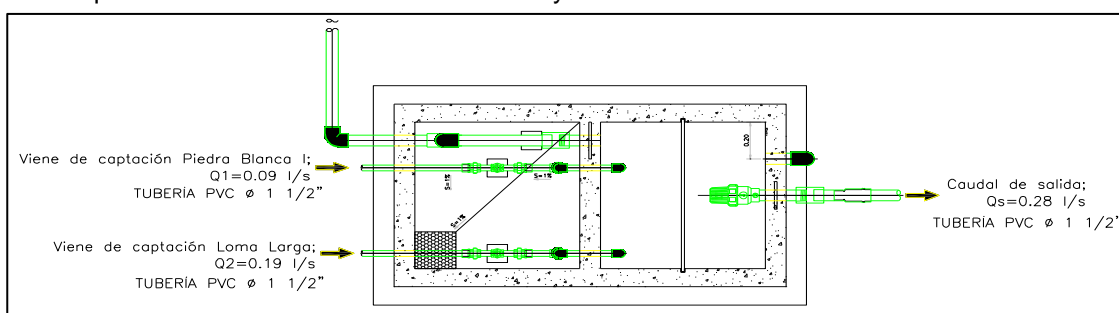 Viene de captación Piedra Blanca I;
Q1=0.09 l/s
TUBERÍA PVC ø 1 1/2"
Viene de captación Loma Larga;
Q2=0.19 l/s
TUBERÍA PVC ø 1 1/2"
S=1%
S=1%
S=1%
0.20
Caudal de salida;
Qs=0.28 l/s
TUBERÍA PVC ø 1 1/2"